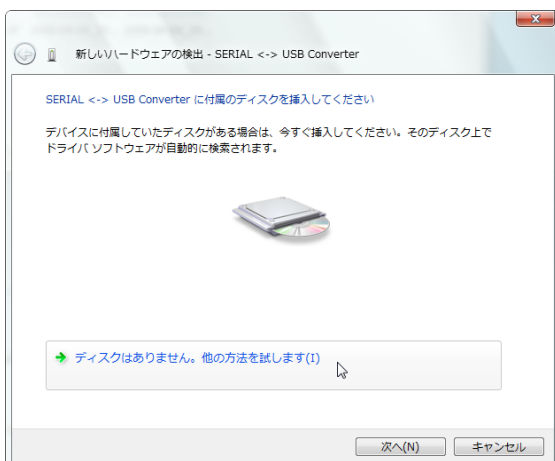 新しいハードウェアの検出 - SERIAL <-> USB Converter
SERIAL <-> USB Converter に付属のディスクを挿入してください
デバイスに付属していたディスクがある場合は、今すぐ挿入してください。そのディスク上で
ドライバ ソフトウェアが自動的に検索されます。
ディスクはありません。他の方法を試します(I)
次へ(N)
キャンセル